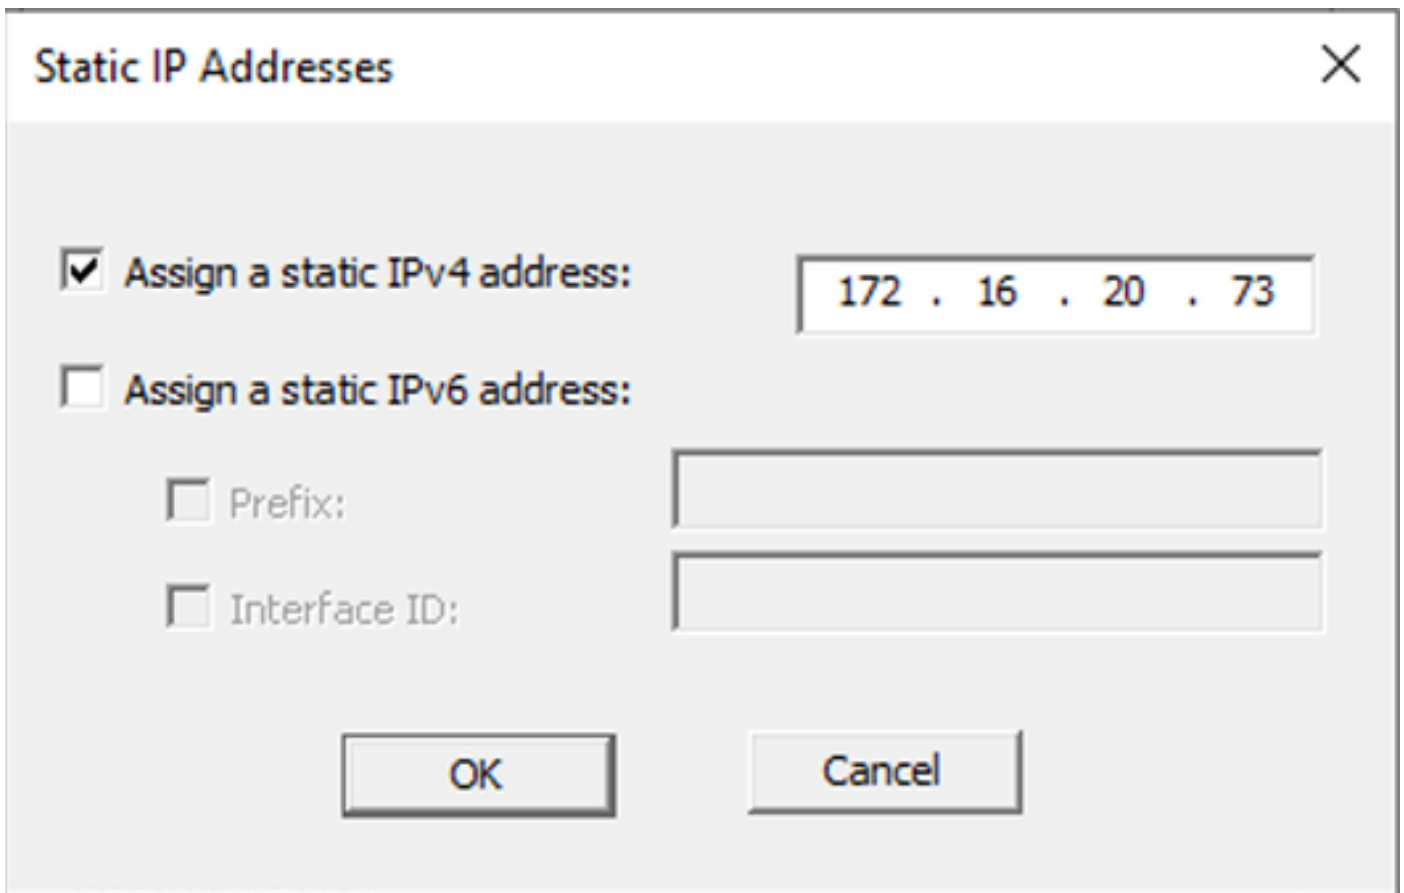 Static IP Addresses
Assign a static IPv4 address: 172 . 16 . 20 . 73
Assign a static IPv6 address:
Prefix:
Interface ID:
OK Cancel